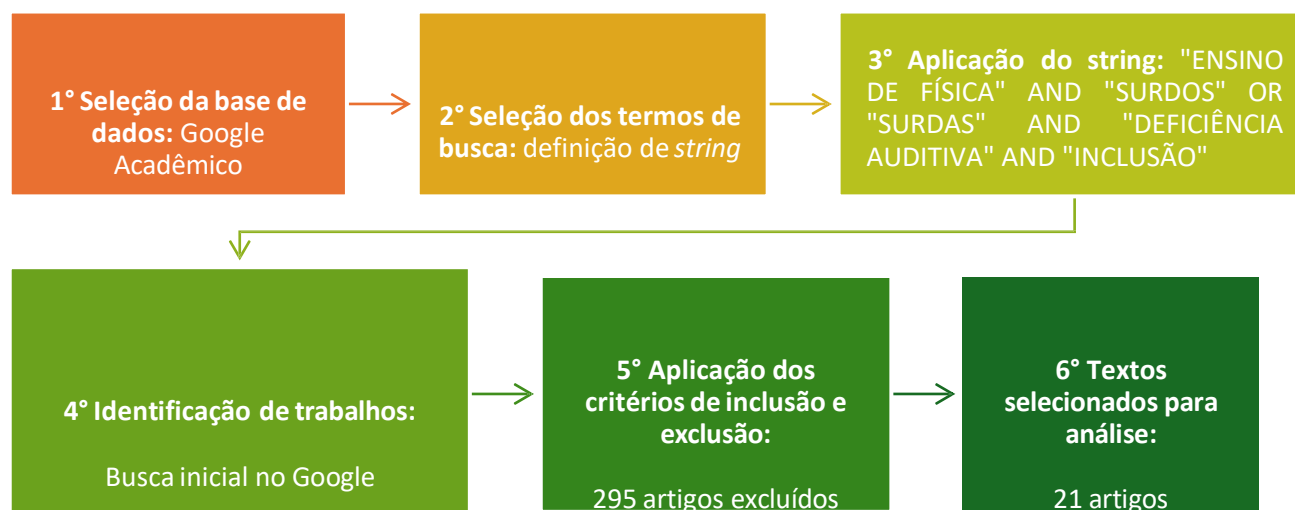 1° Seleção da base de
dados: Google
Acadêmico
2° Seleção dos termos de
busca: definição de string
3° Aplicação do string: "ENSINO
DE FÍSICA" AND "SURDOS" OR
"SURDAS" AND "DEFICIÊNCIA
AUDITIVA" AND "INCLUSÃO"
4° Identificação de trabalhos:
Busca inicial no Google
5° Aplicação dos
critérios de inclusão e
exclusão:
295 artigos excluídos
6° Textos
selecionados para
análise:
21 artigos